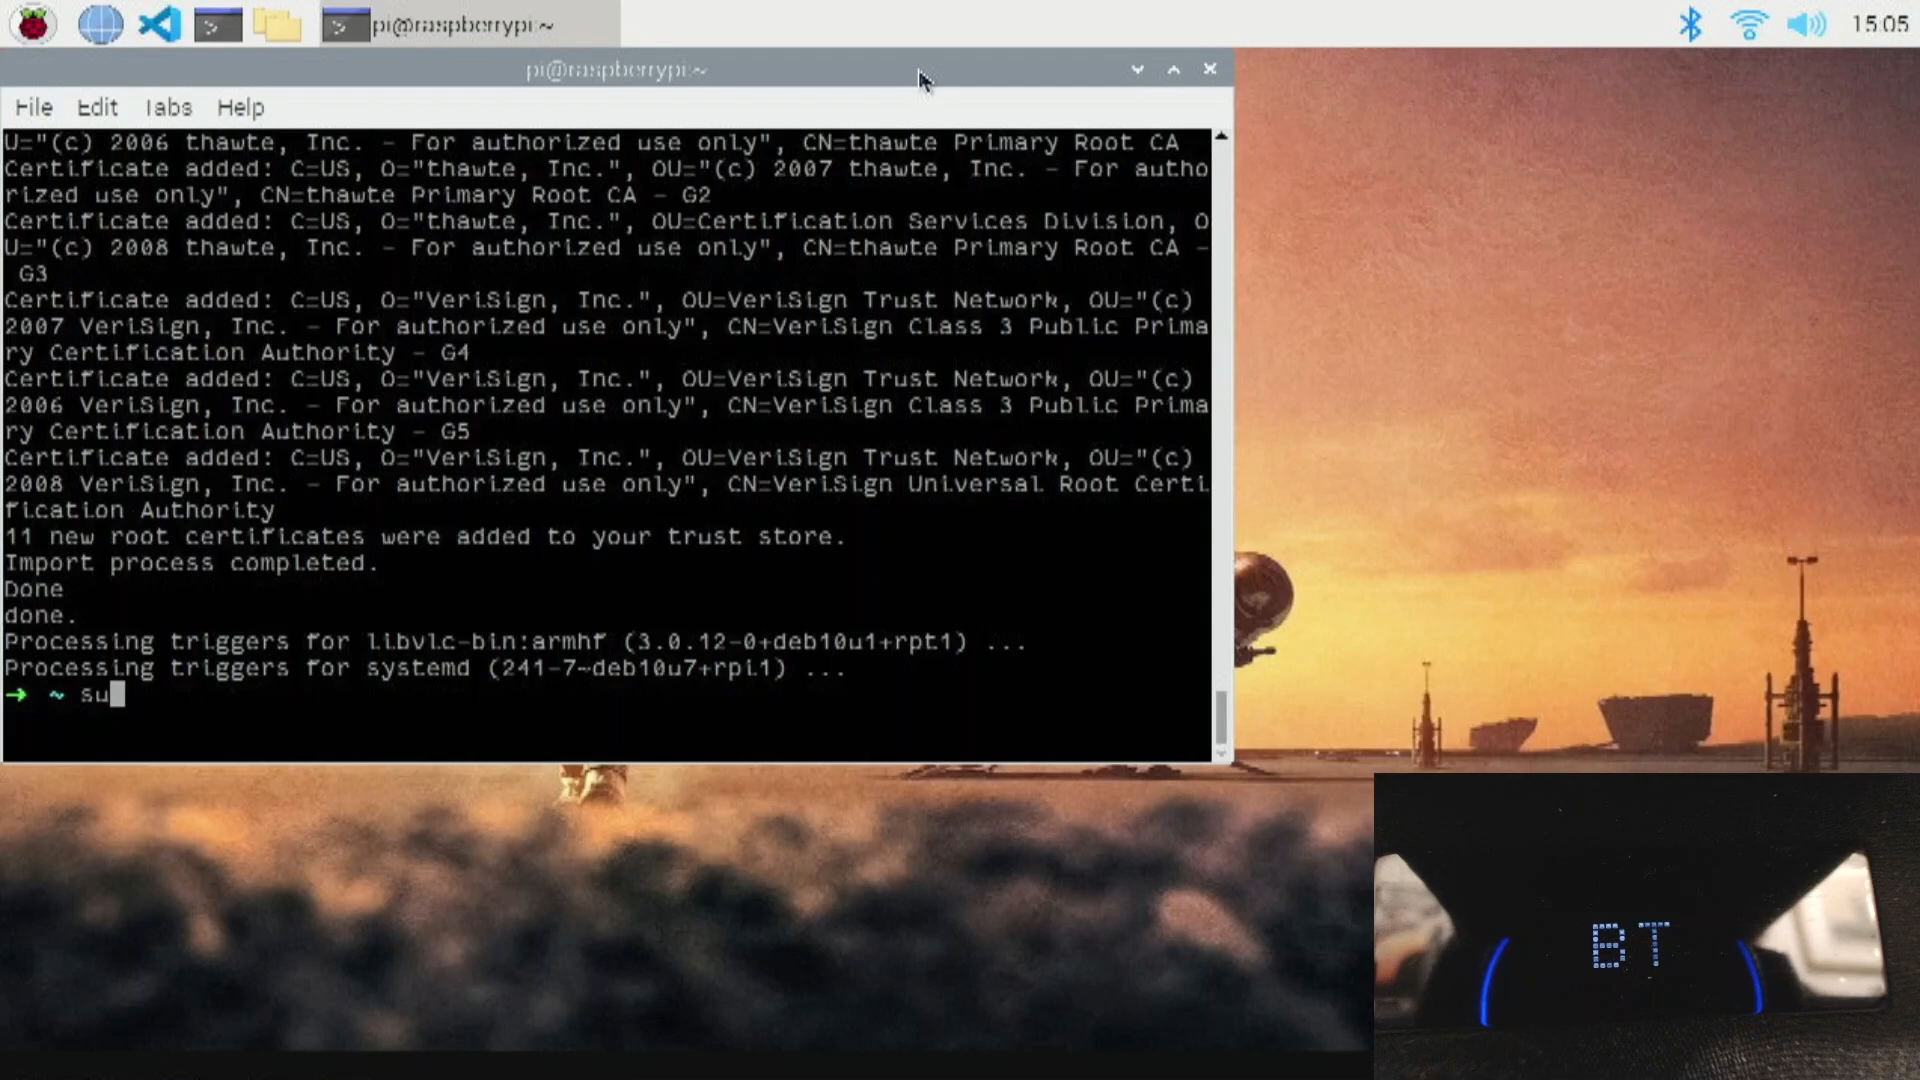 pi@raspberrypi:~
15:05
pi@raspberrypi:~
File Edit Tabs Help
U="(c) 2006 thawte, Inc. - For authorized use only", CN=thawte Primary Root CA
Certificate added: C=US, O="thawte, Inc.", OU="(c) 2007 thawte, Inc. - For autho
rized use only", CN=thawte Primary Root CA - G2
Certificate added: C=US, O="thawte, Inc.", OU=Certification Services Division, O
U="(c) 2008 thawte, Inc. - For authorized use only", CN=thawte Primary Root CA -
G3
Certificate added: C=US, O="VeriSign, Inc.", OU=VeriSign Trust Network, OU="(c)
2007 VeriSign, Inc. - For authorized use only", CN=VeriSign Class 3 Public Prima
ry Certification Authority - G4
Certificate added: C=US, O="VeriSign, Inc.", OU=VeriSign Trust Network, OU="(c)
2006 VeriSign, Inc. - For authorized use only", CN=VeriSign Class 3 Public Prima
ry Certification Authority - G5
Certificate added: C=US, O="VeriSign, Inc.", OU=VeriSign Trust Network, OU="(c)
2008 VeriSign, Inc. - For authorized use only", CN=VeriSign Universal Root Certi
fication Authority
11 new root certificates were added to your trust store.
Import process completed.
Done
done.
Processing triggers for libvlc-bin:armhf (3.0.12-0+deb10u1+rpt1) ...
Processing triggers for systemd (241-7~deb10u7+rpi1) ...
→ ~ su
BT